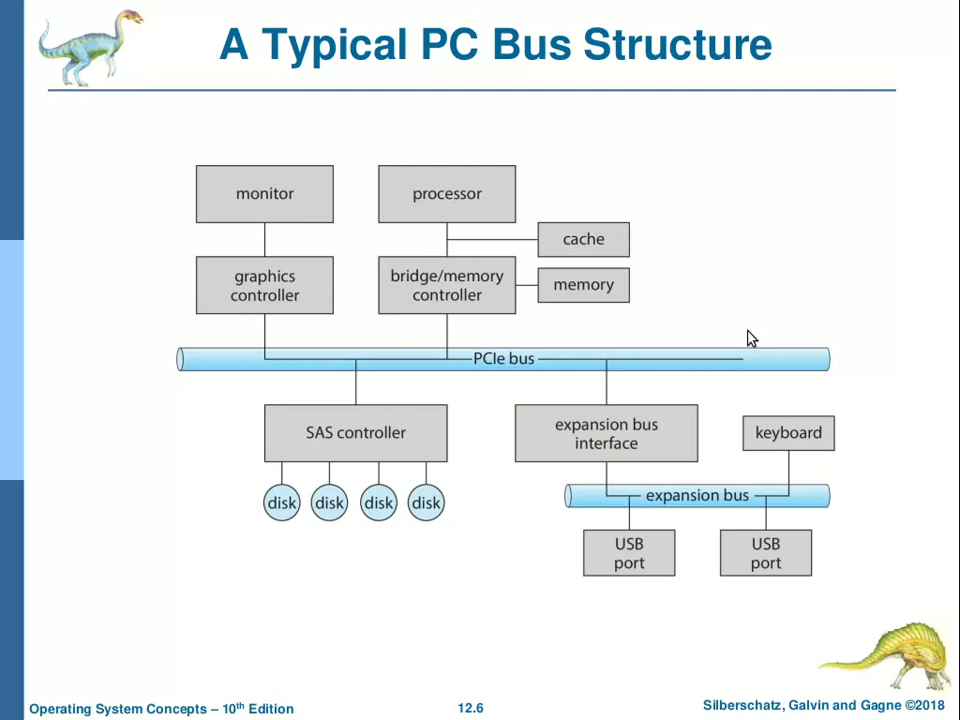 A Typical PC Bus Structure
monitor
processor
cache
graphics
controller
bridge/memory
controller
memory
PCIe bus
SAS controller
expansion bus
interface
keyboard
disk
disk
disk
disk
expansion bus
USB
port
USB
port
Operating System Concepts – 10th Edition
12.6
Silberschatz, Galvin and Gagne ©2018